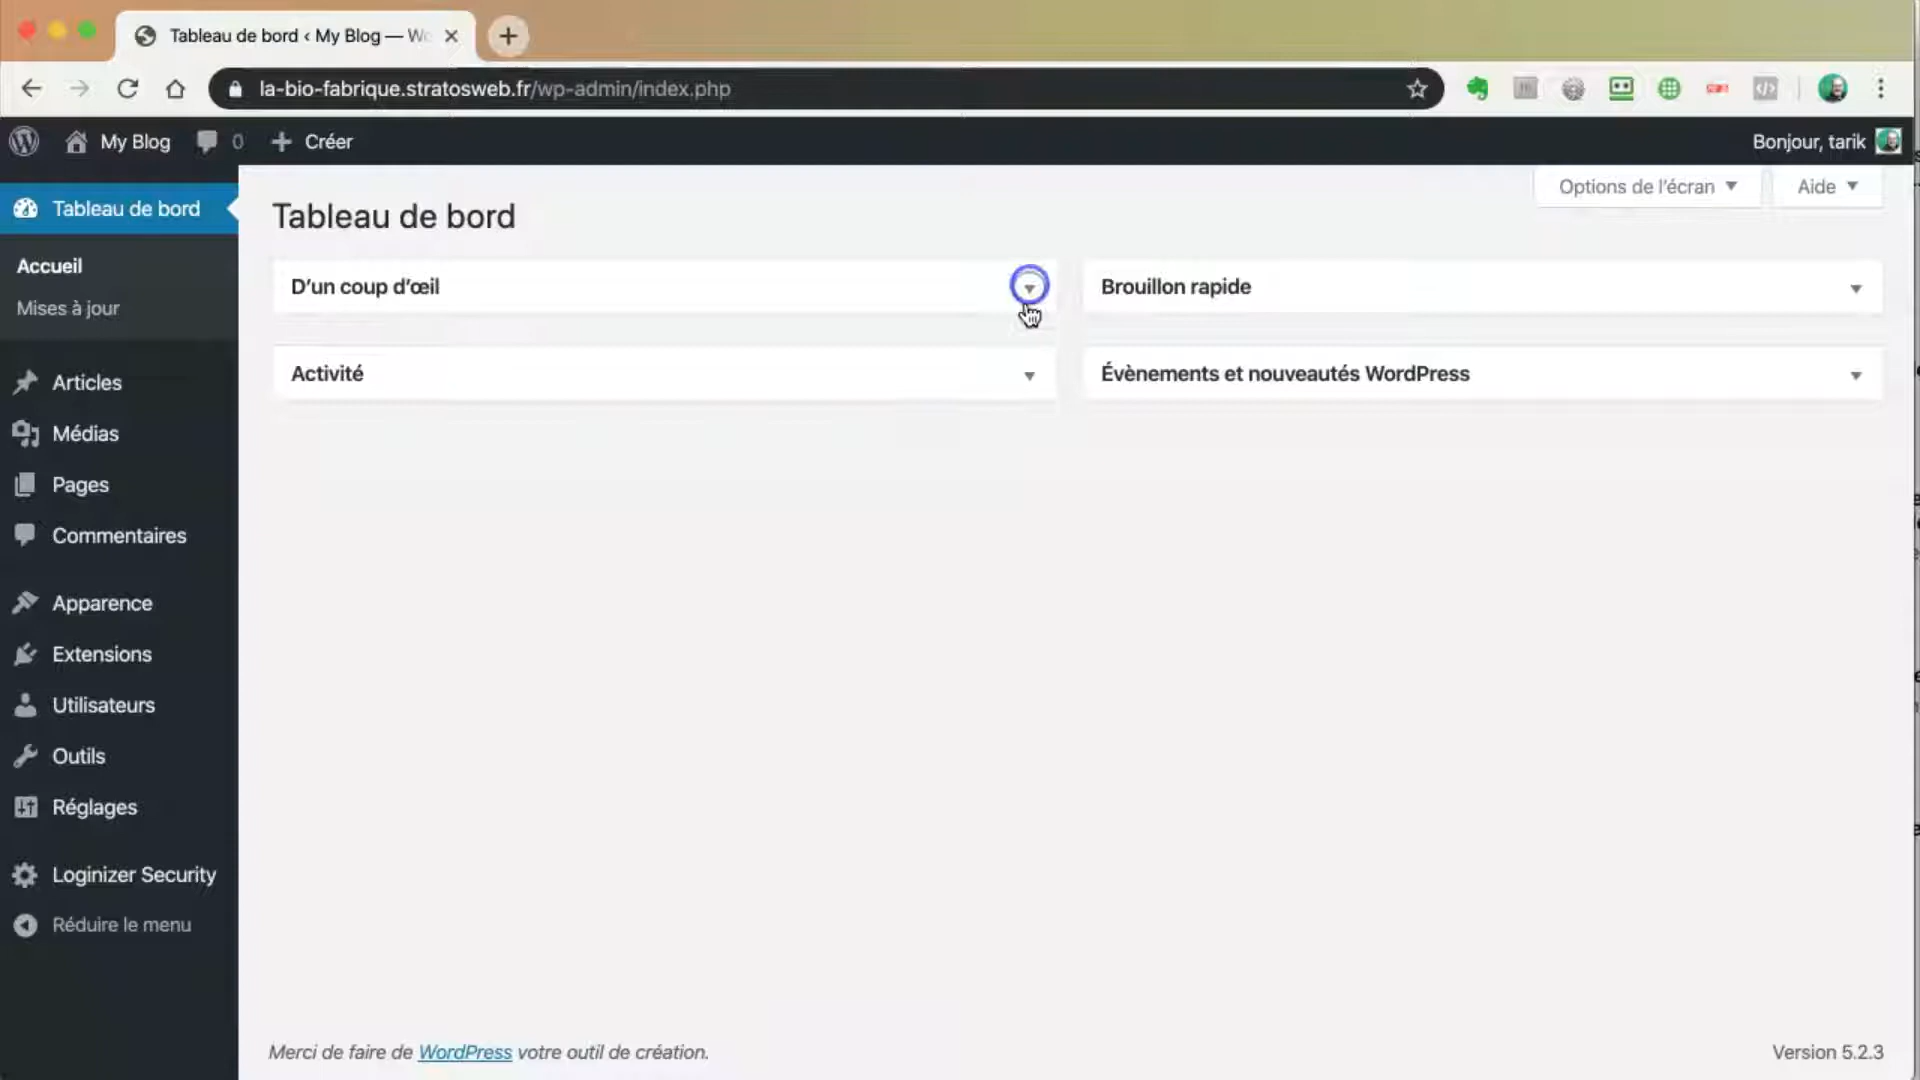 Tableau de bord ‹ My Blog — Wo
la-bio-fabrique.stratosweb.fr/wp-admin/index.php
My Blog 0 Créer
Bonjour, tarik
Tableau de bord
Accueil
Mises à jour
Articles
Médias
Pages
Commentaires
Apparence
Extensions
Utilisateurs
Outils
Réglages
Loginizer Security
Réduire le menu
Options de l'écran
Aide
Tableau de bord
D'un coup d'œil
Brouillon rapide
Activité
Évènements et nouveautés WordPress
Merci de faire de WordPress votre outil de création.
Version 5.2.3